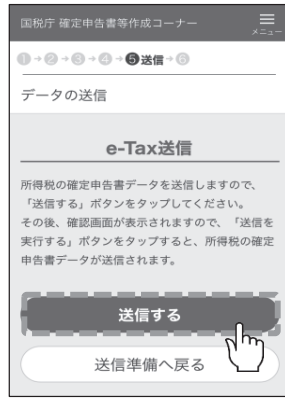 国税庁 確定申告書等作成コーナー
メニュー
1→2→3→4→5送信→6
データの送信
e-Tax送信
所得税の確定申告書データを送信しますので、
「送信する」ボタンをタップしてください。
その後、確認画面が表示されますので、「送信を
実行する」ボタンをタップすると、所得税の確定
申告書データが送信されます。
送信する
送信準備へ戻る